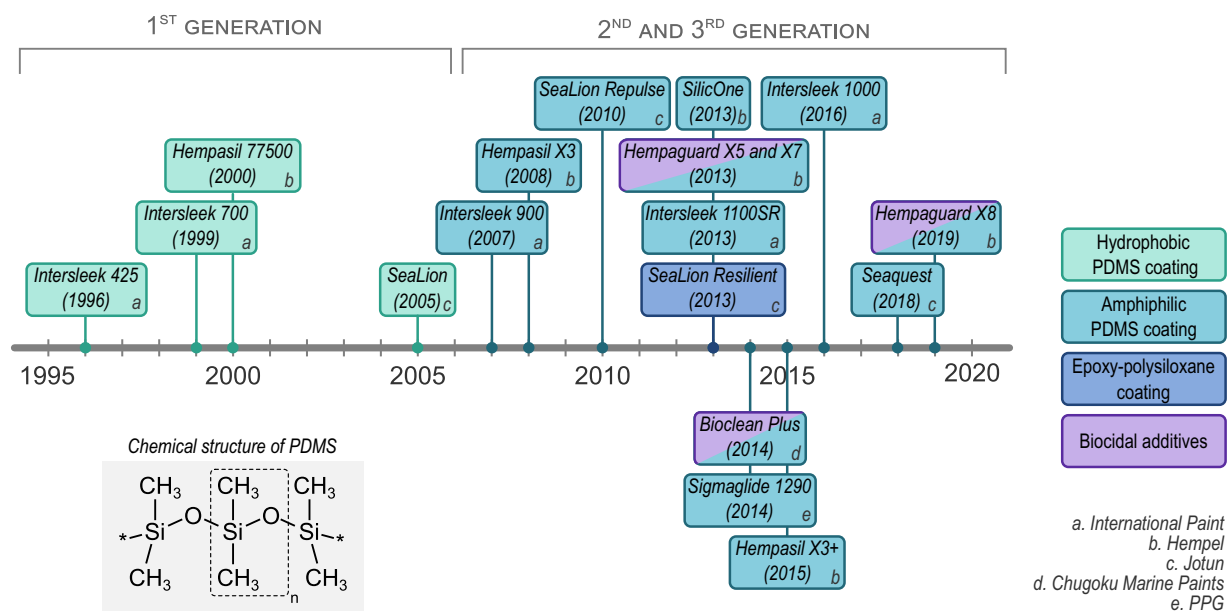 1ST GENERATION
2ND AND 3RD GENERATION
SeaLion Repulse
(2010) c
SilicOne
(2013) b
Intersleek 1000
(2016) a
Hempasil 77500
(2000) b
Hempasil X3
(2008) b
Hempaguard X5 and X7
(2013) b
Intersleek 700
(1999) a
Intersleek 900
(2007) a
Intersleek 1100SR
(2013) a
Hempaguard X8
(2019) b
Intersleek 425
(1996) a
SeaLion
(2005) c
SeaLion Resilient
(2013) c
Seaquest
(2018) c
1995 2000 2005 2010 2015 2020
Bioclean Plus
(2014) d
Sigmaglide 1290
(2014) e
Hempasil X3+
(2015) b
Hydrophobic
PDMS coating
Amphiphilic
PDMS coating
Epoxy-polysiloxane
coating
Biocidal additives
Chemical structure of PDMS
CH3 CH3 CH3
* Si O Si O Si *
CH3 CH3 CH3
n
a. International Paint
b. Hempel
c. Jotun
d. Chugoku Marine Paints
e. PPG